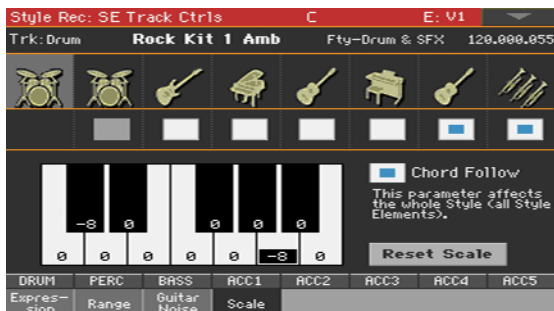 Style Rec: SE Track Ctrls C E: V1
Trk:Drum Rock Kit 1 Amb Fty-Drum & SFX 120.000.055
Chord Follow
This parameter affects
the whole Style (all Style
Elements).
-8 0 0 0 0
0 0 0 0 0 -8 0
Reset Scale
DRUM PERC BASS ACC1 ACC2 ACC3 ACC4 ACC5
Expres-
sion
Range
Guitar
Noise
Scale